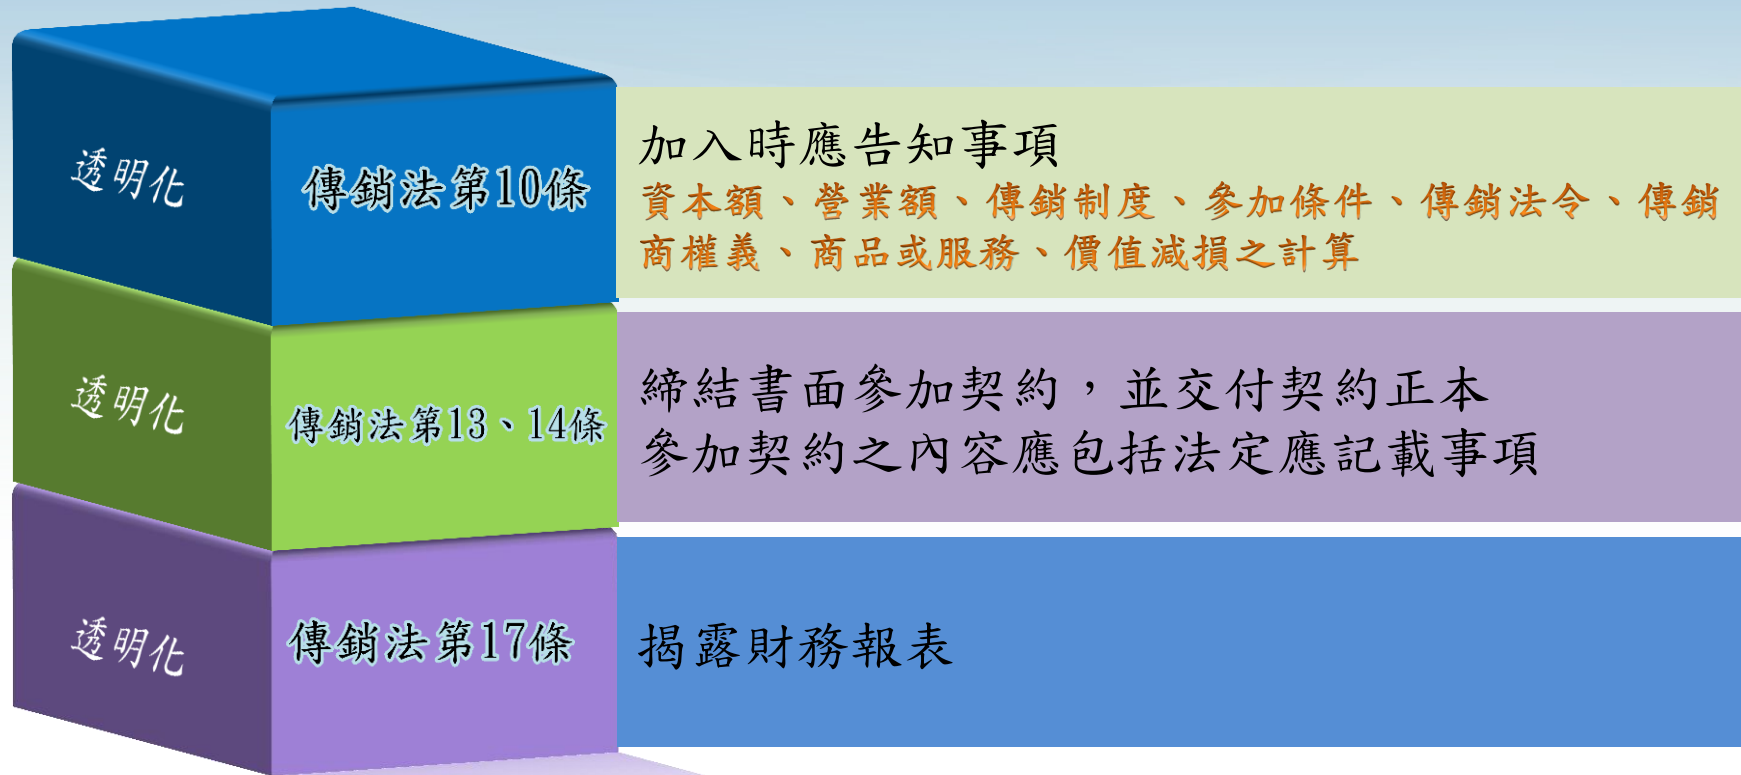 透明化
傳銷法第10條
加入時應告知事項
資本額、營業額、傳銷制度、參加條件、傳銷法令、傳銷
商權義、商品或服務、價值減損之計算
透明化
傳銷法第13、14條
締結書面參加契約，並交付契約正本
參加契約之內容應包括法定應記載事項
透明化
傳銷法第17條
揭露財務報表